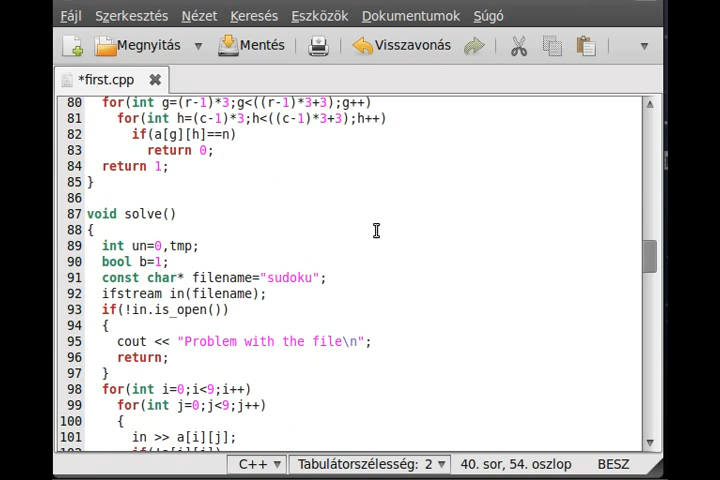 Fájl Szerkesztés Nézet Keresés Eszközök Dokumentumok Súgó
Megnyitás Mentés Visszavonás
*first.cpp
80 for(int g=(r-1)*3;g<((r-1)*3+3);g++)
81 for(int h=(c-1)*3;h<((c-1)*3+3);h++)
82 if(a[g][h]==n)
83 return 0;
84 return 1;
85 }
86
87 void solve()
88 {
89 int un=0,tmp;
90 bool b=1;
91 const char* filename="sudoku";
92 ifstream in(filename);
93 if(!in.is_open())
94 {
95 cout << "Problem with the file\n";
96 return;
97 }
98 for(int i=0;i<9;i++)
99 for(int j=0;j<9;j++)
100 {
101 in >> a[i][j];
C++ Tabulátorszélesség: 2 40. sor, 54. oszlop BESZ